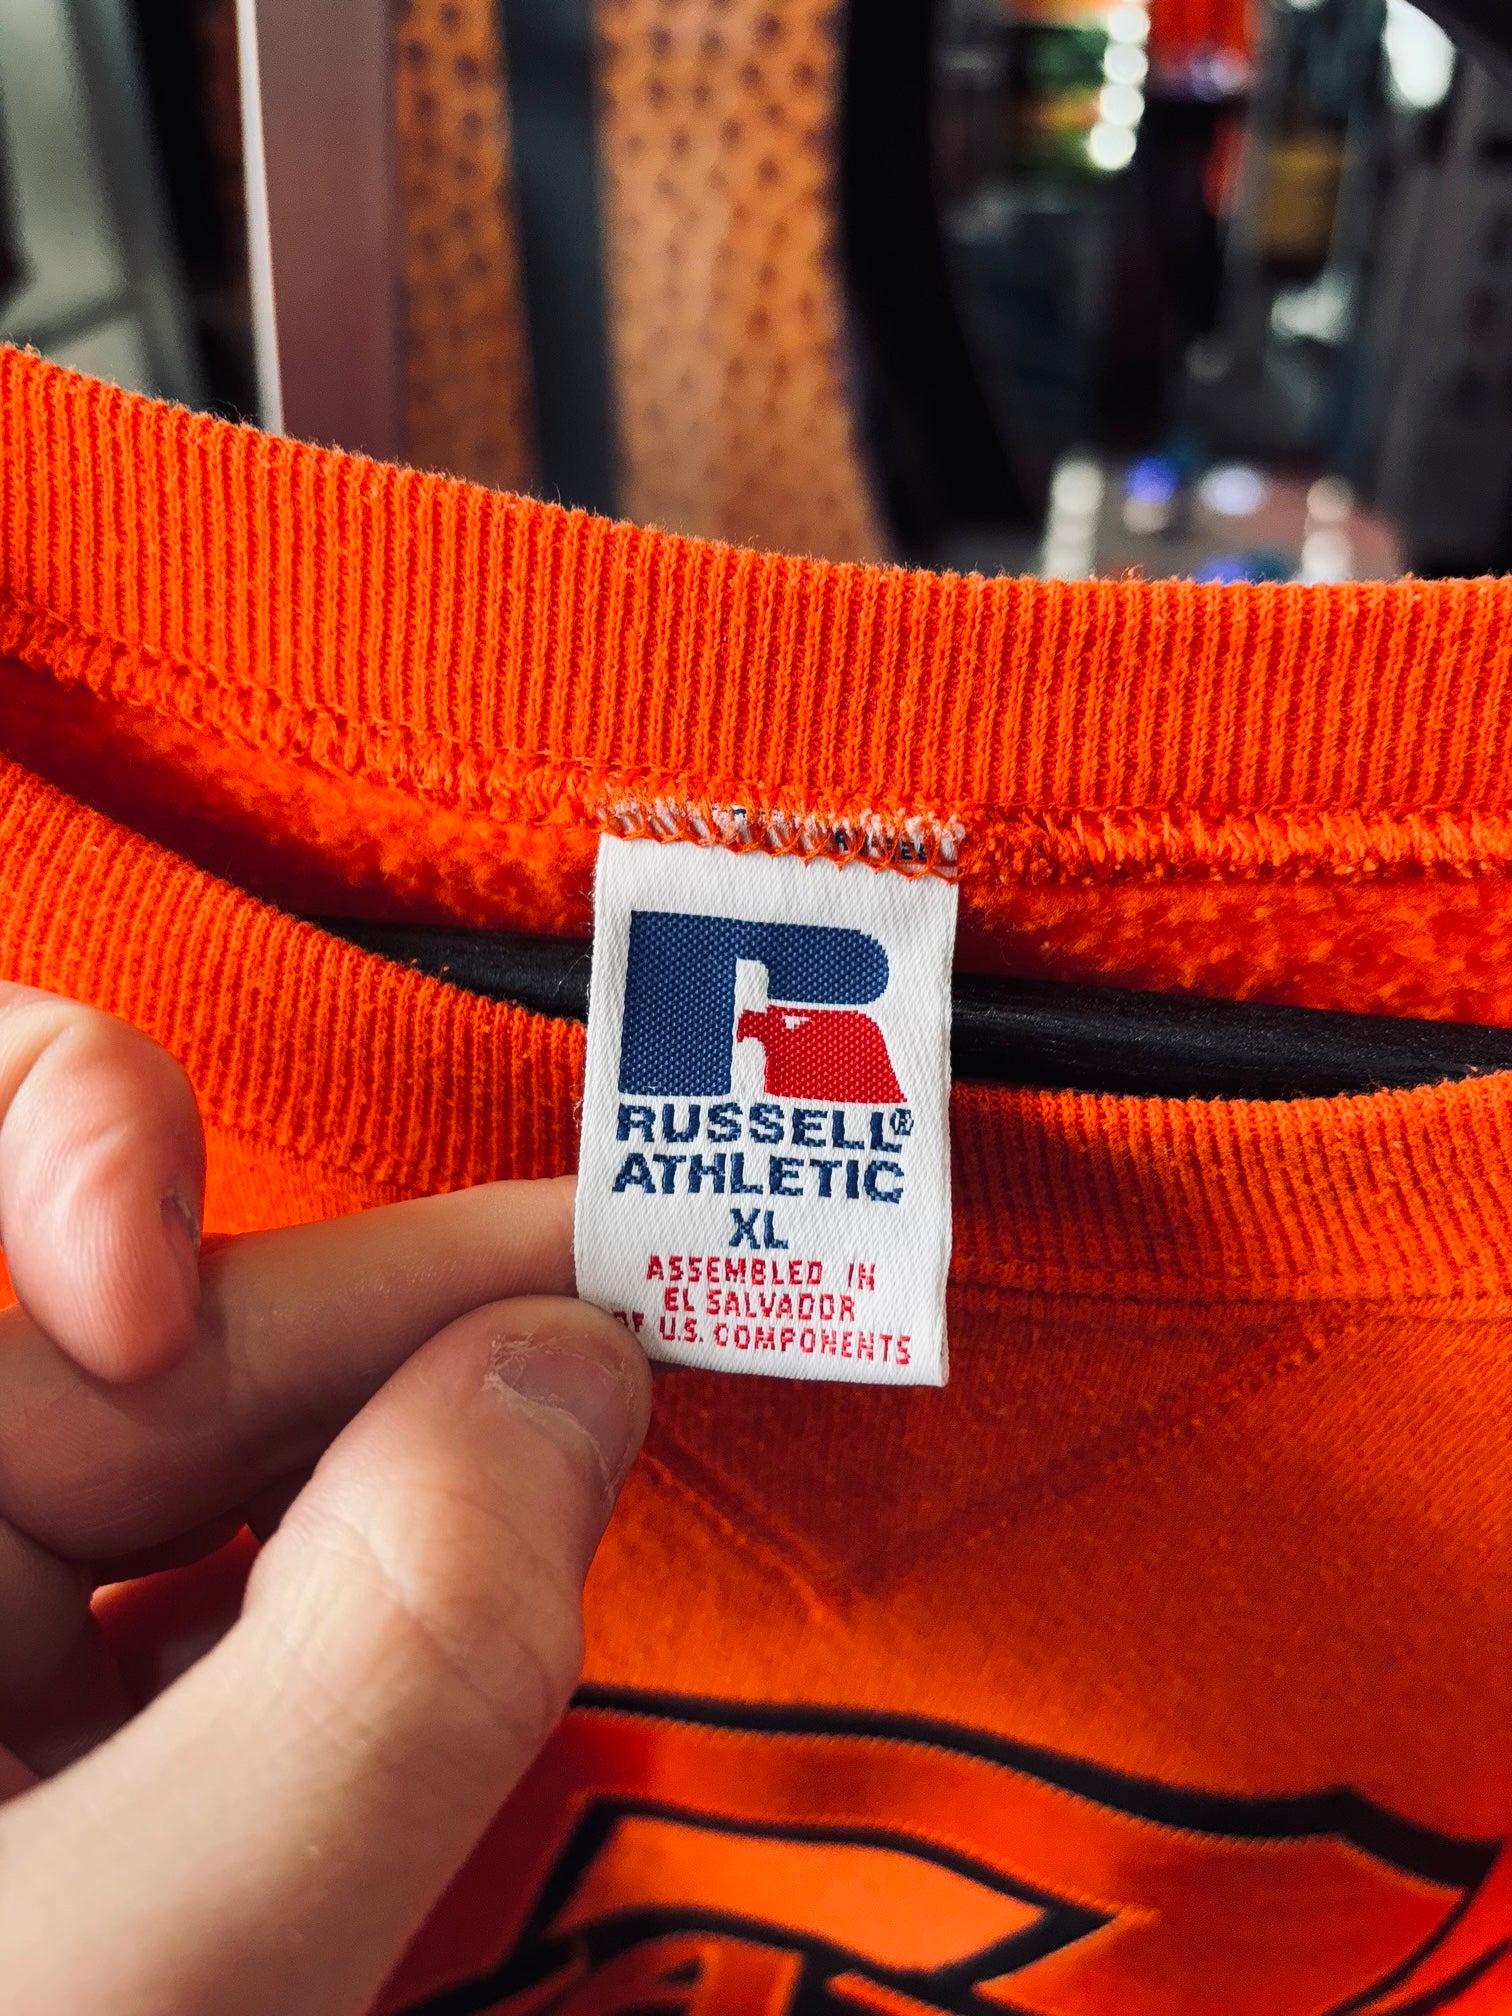 RUSSELL®
ATHLETIC
XL
ASSEMBLED IN
EL SALVADOR
OF U.S. COMPONENTS